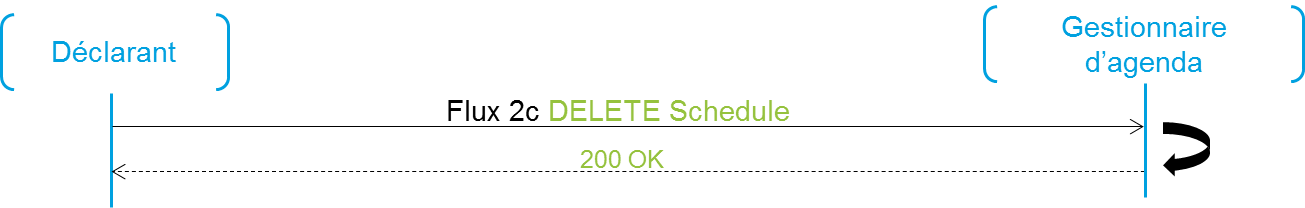 Déclarant
Gestionnaire
d’agenda
Flux 2c DELETE Schedule
200 OK